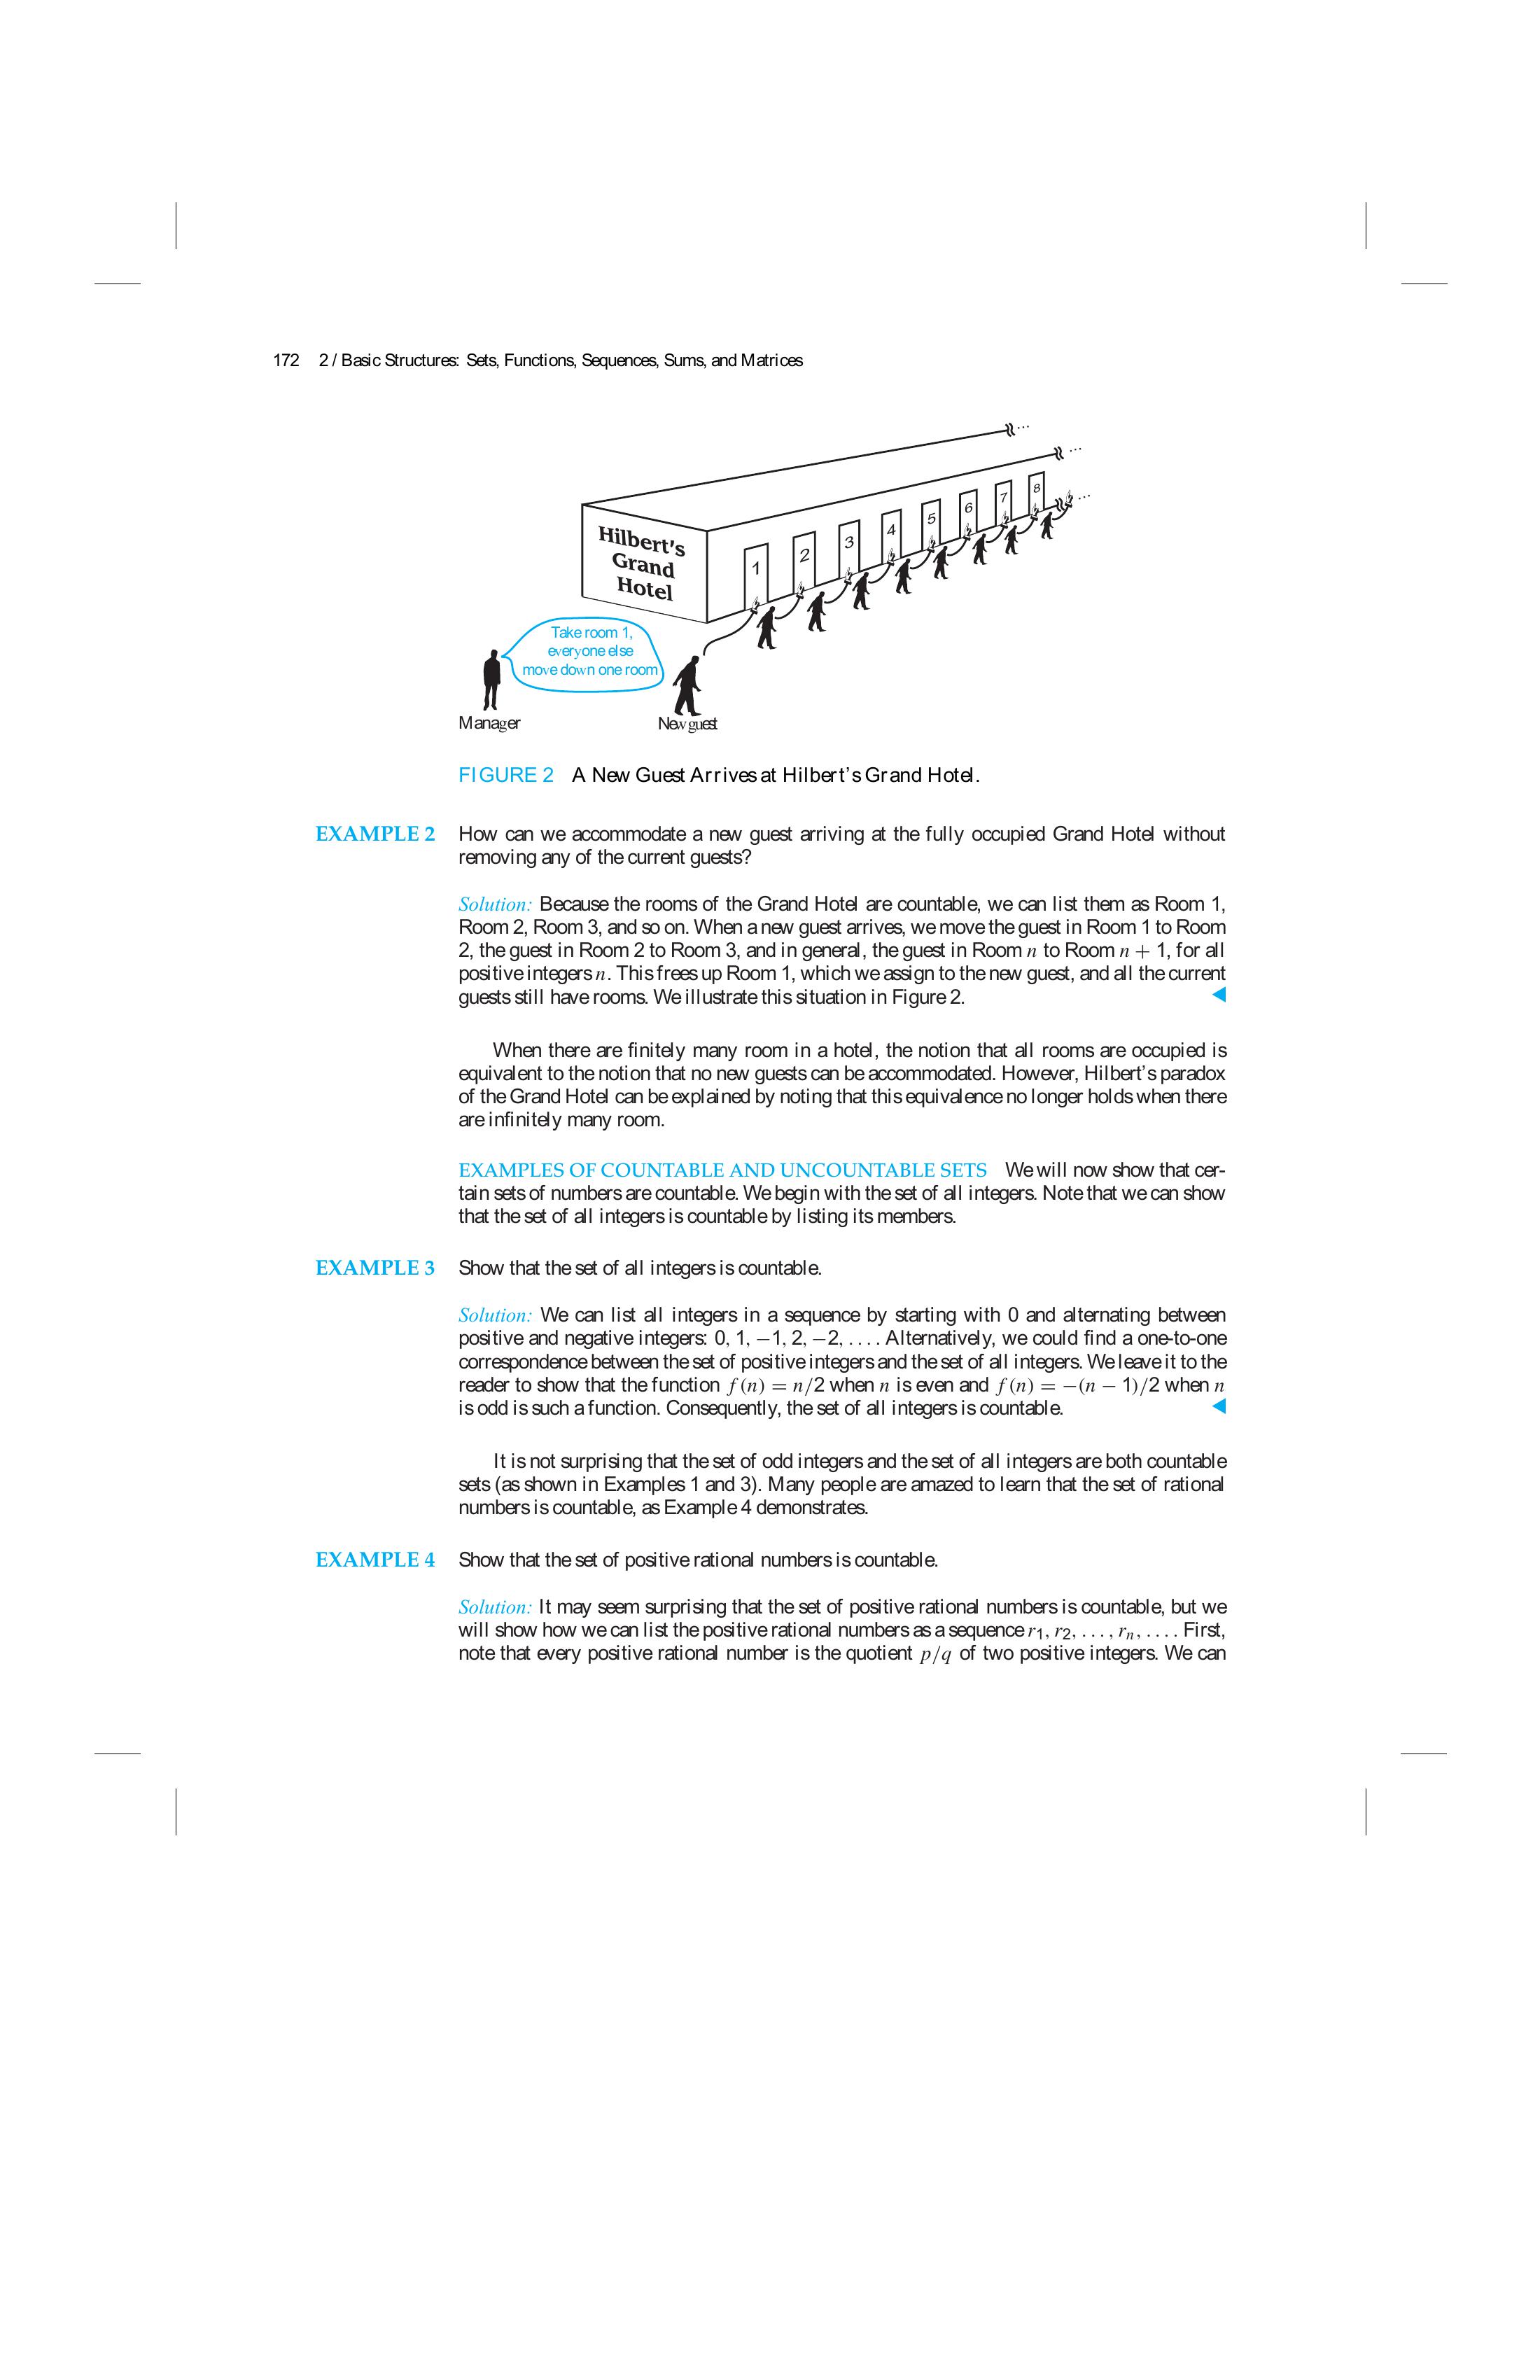 172 2 / Basic Structures: Sets, Functions, Sequences, Sums, and Matrices
...
...
...
Hilbert's
Grand
Hotel
1
2
3
4
5
6
7
8
Take room 1,
everyone else
move down one room
Manager
New guest
FIGURE 2 A New Guest Arrives at Hilbert's Grand Hotel.
EXAMPLE 2 How can we accommodate a new guest arriving at the fully occupied Grand Hotel without
removing any of the current guests?
Solution: Because the rooms of the Grand Hotel are countable, we can list them as Room 1,
Room 2, Room 3, and so on. When a new guest arrives, we move the guest in Room 1 to Room
2, the guest in Room 2 to Room 3, and in general, the guest in Room n to Room n + 1, for all
positive integers n. This frees up Room 1, which we assign to the new guest, and all the current
guests still have rooms. We illustrate this situation in Figure 2. ◀
When there are finitely many room in a hotel, the notion that all rooms are occupied is
equivalent to the notion that no new guests can be accommodated. However, Hilbert's paradox
of the Grand Hotel can be explained by noting that this equivalence no longer holds when there
are infinitely many room.
EXAMPLES OF COUNTABLE AND UNCOUNTABLE SETS We will now show that cer-
tain sets of numbers are countable. We begin with the set of all integers. Note that we can show
that the set of all integers is countable by listing its members.
EXAMPLE 3 Show that the set of all integers is countable.
Solution: We can list all integers in a sequence by starting with 0 and alternating between
positive and negative integers: 0, 1, −1, 2, −2, . . . . Alternatively, we could find a one-to-one
correspondence between the set of positive integers and the set of all integers. We leave it to the
reader to show that the function f (n) = n/2 when n is even and f (n) = −(n − 1)/2 when n
is odd is such a function. Consequently, the set of all integers is countable. ◀
It is not surprising that the set of odd integers and the set of all integers are both countable
sets (as shown in Examples 1 and 3). Many people are amazed to learn that the set of rational
numbers is countable, as Example 4 demonstrates.
EXAMPLE 4 Show that the set of positive rational numbers is countable.
Solution: It may seem surprising that the set of positive rational numbers is countable, but we
will show how we can list the positive rational numbers as a sequence r1, r2, . . . , rn, . . . . First,
note that every positive rational number is the quotient p/q of two positive integers. We can